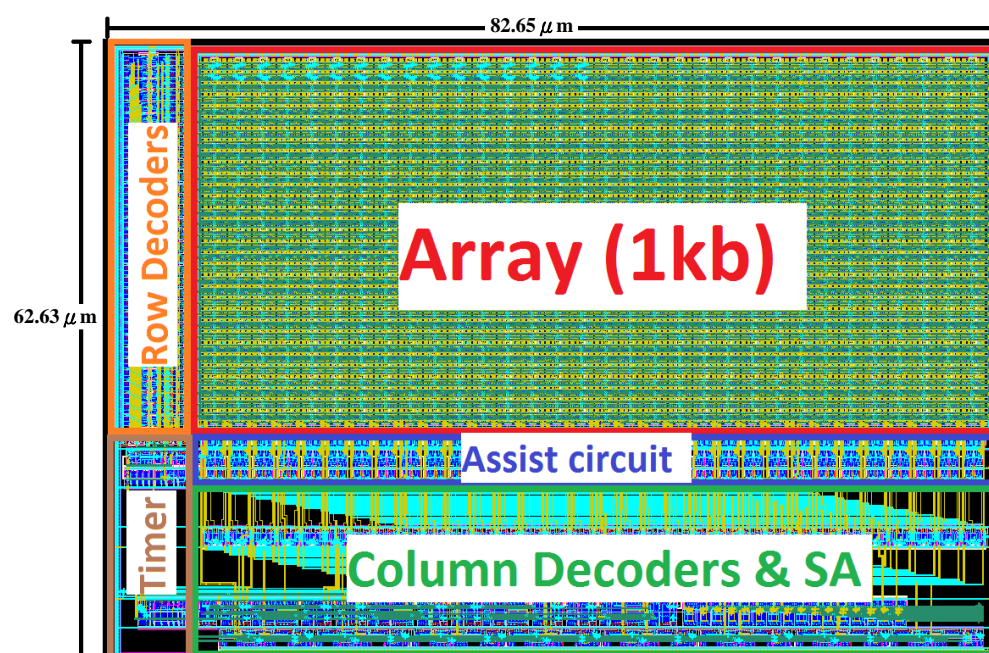 82.65 μm
Row Decoders
Array (1kb)
62.63 μm
Assist circuit
Timer
Column Decoders & SA